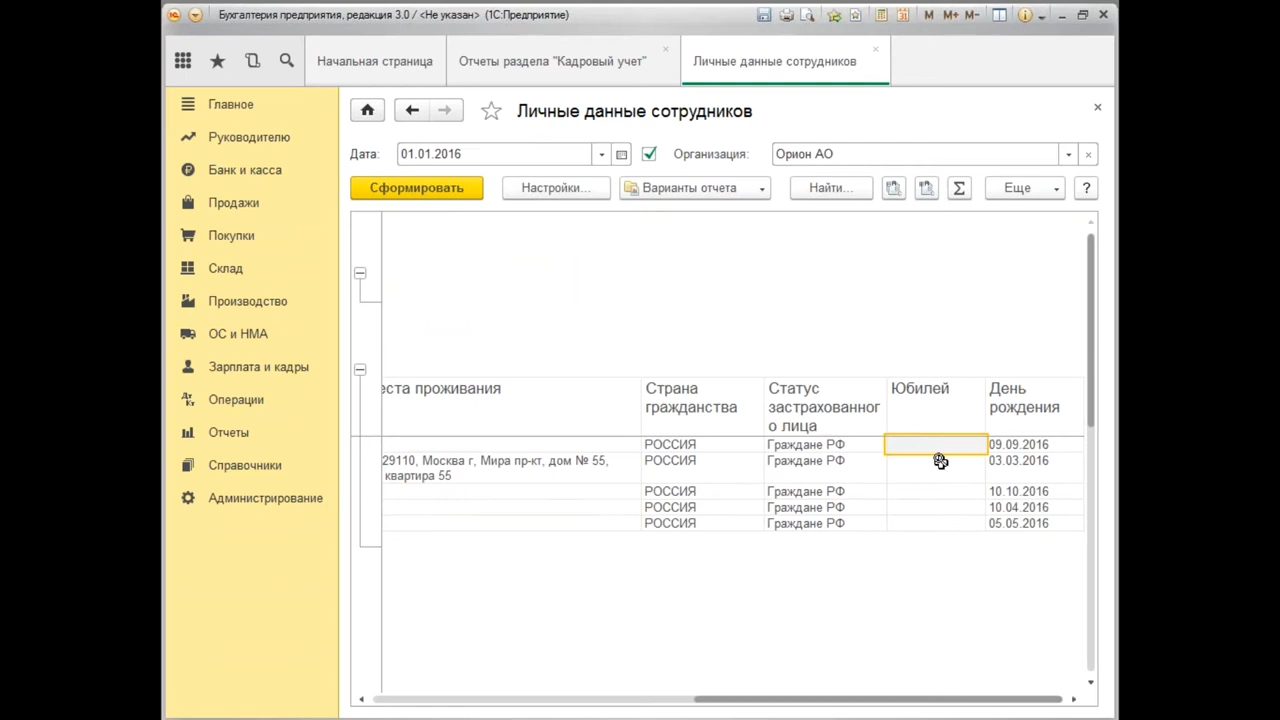 Бухгалтерия предприятия, редакция 3.0 / <Не указан> (1С:Предприятие)
M M+ M-
Начальная страница
Отчеты раздела "Кадровый учет"
Личные данные сотрудников
Главное
Руководителю
Банк и касса
Продажи
Покупки
Склад
Производство
ОС и НМА
Зарплата и кадры
Операции
Отчеты
Справочники
Администрирование
Личные данные сотрудников
Дата: 01.01.2016 Организация: Орион АО
Сформировать Настройки... Варианты отчета Найти... Σ Еще ?
еста проживания
Страна
гражданства
Статус
застрахованног
о лица
Юбилей
День
рождения
РОССИЯ Граждане РФ 09.09.2016
29110, Москва г, Мира пр-кт, дом № 55, РОССИЯ Граждане РФ 03.03.2016
квартира 55
РОССИЯ Граждане РФ 10.10.2016
РОССИЯ Граждане РФ 10.04.2016
РОССИЯ Граждане РФ 05.05.2016